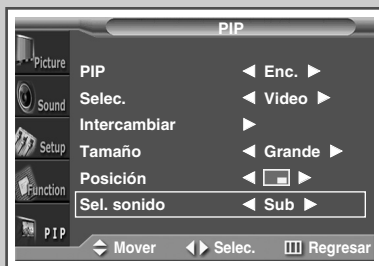 PIP
Picture
Sound
Setup
Function
PIP
PIP ◀ Enc. ▶
Selec. ◀ Video ▶
Intercambiar ▶
Tamaño ◀ Grande ▶
Posición ◀ ▶
Sel. sonido ◀ Sub ▶
Mover Selec. Regresar